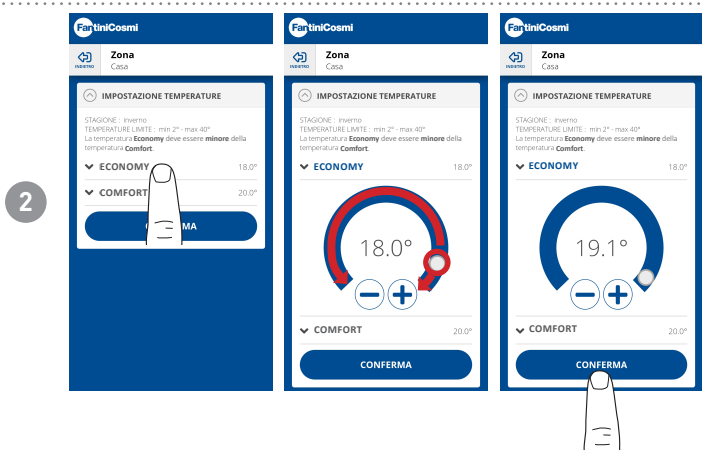 2
FantiniCosmi
INDIETRO
Zona
Casa
IMPOSTAZIONE TEMPERATURE
STAGIONE : inverno
TEMPERATURE LIMITE : min 2° - max 40°
La temperatura Economy deve essere minore della
temperatura Comfort.
ECONOMY 18.0°
COMFORT 20.0°
MA
FantiniCosmi
INDIETRO
Zona
Casa
IMPOSTAZIONE TEMPERATURE
STAGIONE : inverno
TEMPERATURE LIMITE : min 2° - max 40°
La temperatura Economy deve essere minore della
temperatura Comfort.
ECONOMY 18.0°
18.0°
COMFORT 20.0°
CONFERMA
FantiniCosmi
INDIETRO
Zona
Casa
IMPOSTAZIONE TEMPERATURE
STAGIONE : inverno
TEMPERATURE LIMITE : min 2° - max 40°
La temperatura Economy deve essere minore della
temperatura Comfort.
ECONOMY 18.0°
19.1°
COMFORT 20.0°
CONFERMA